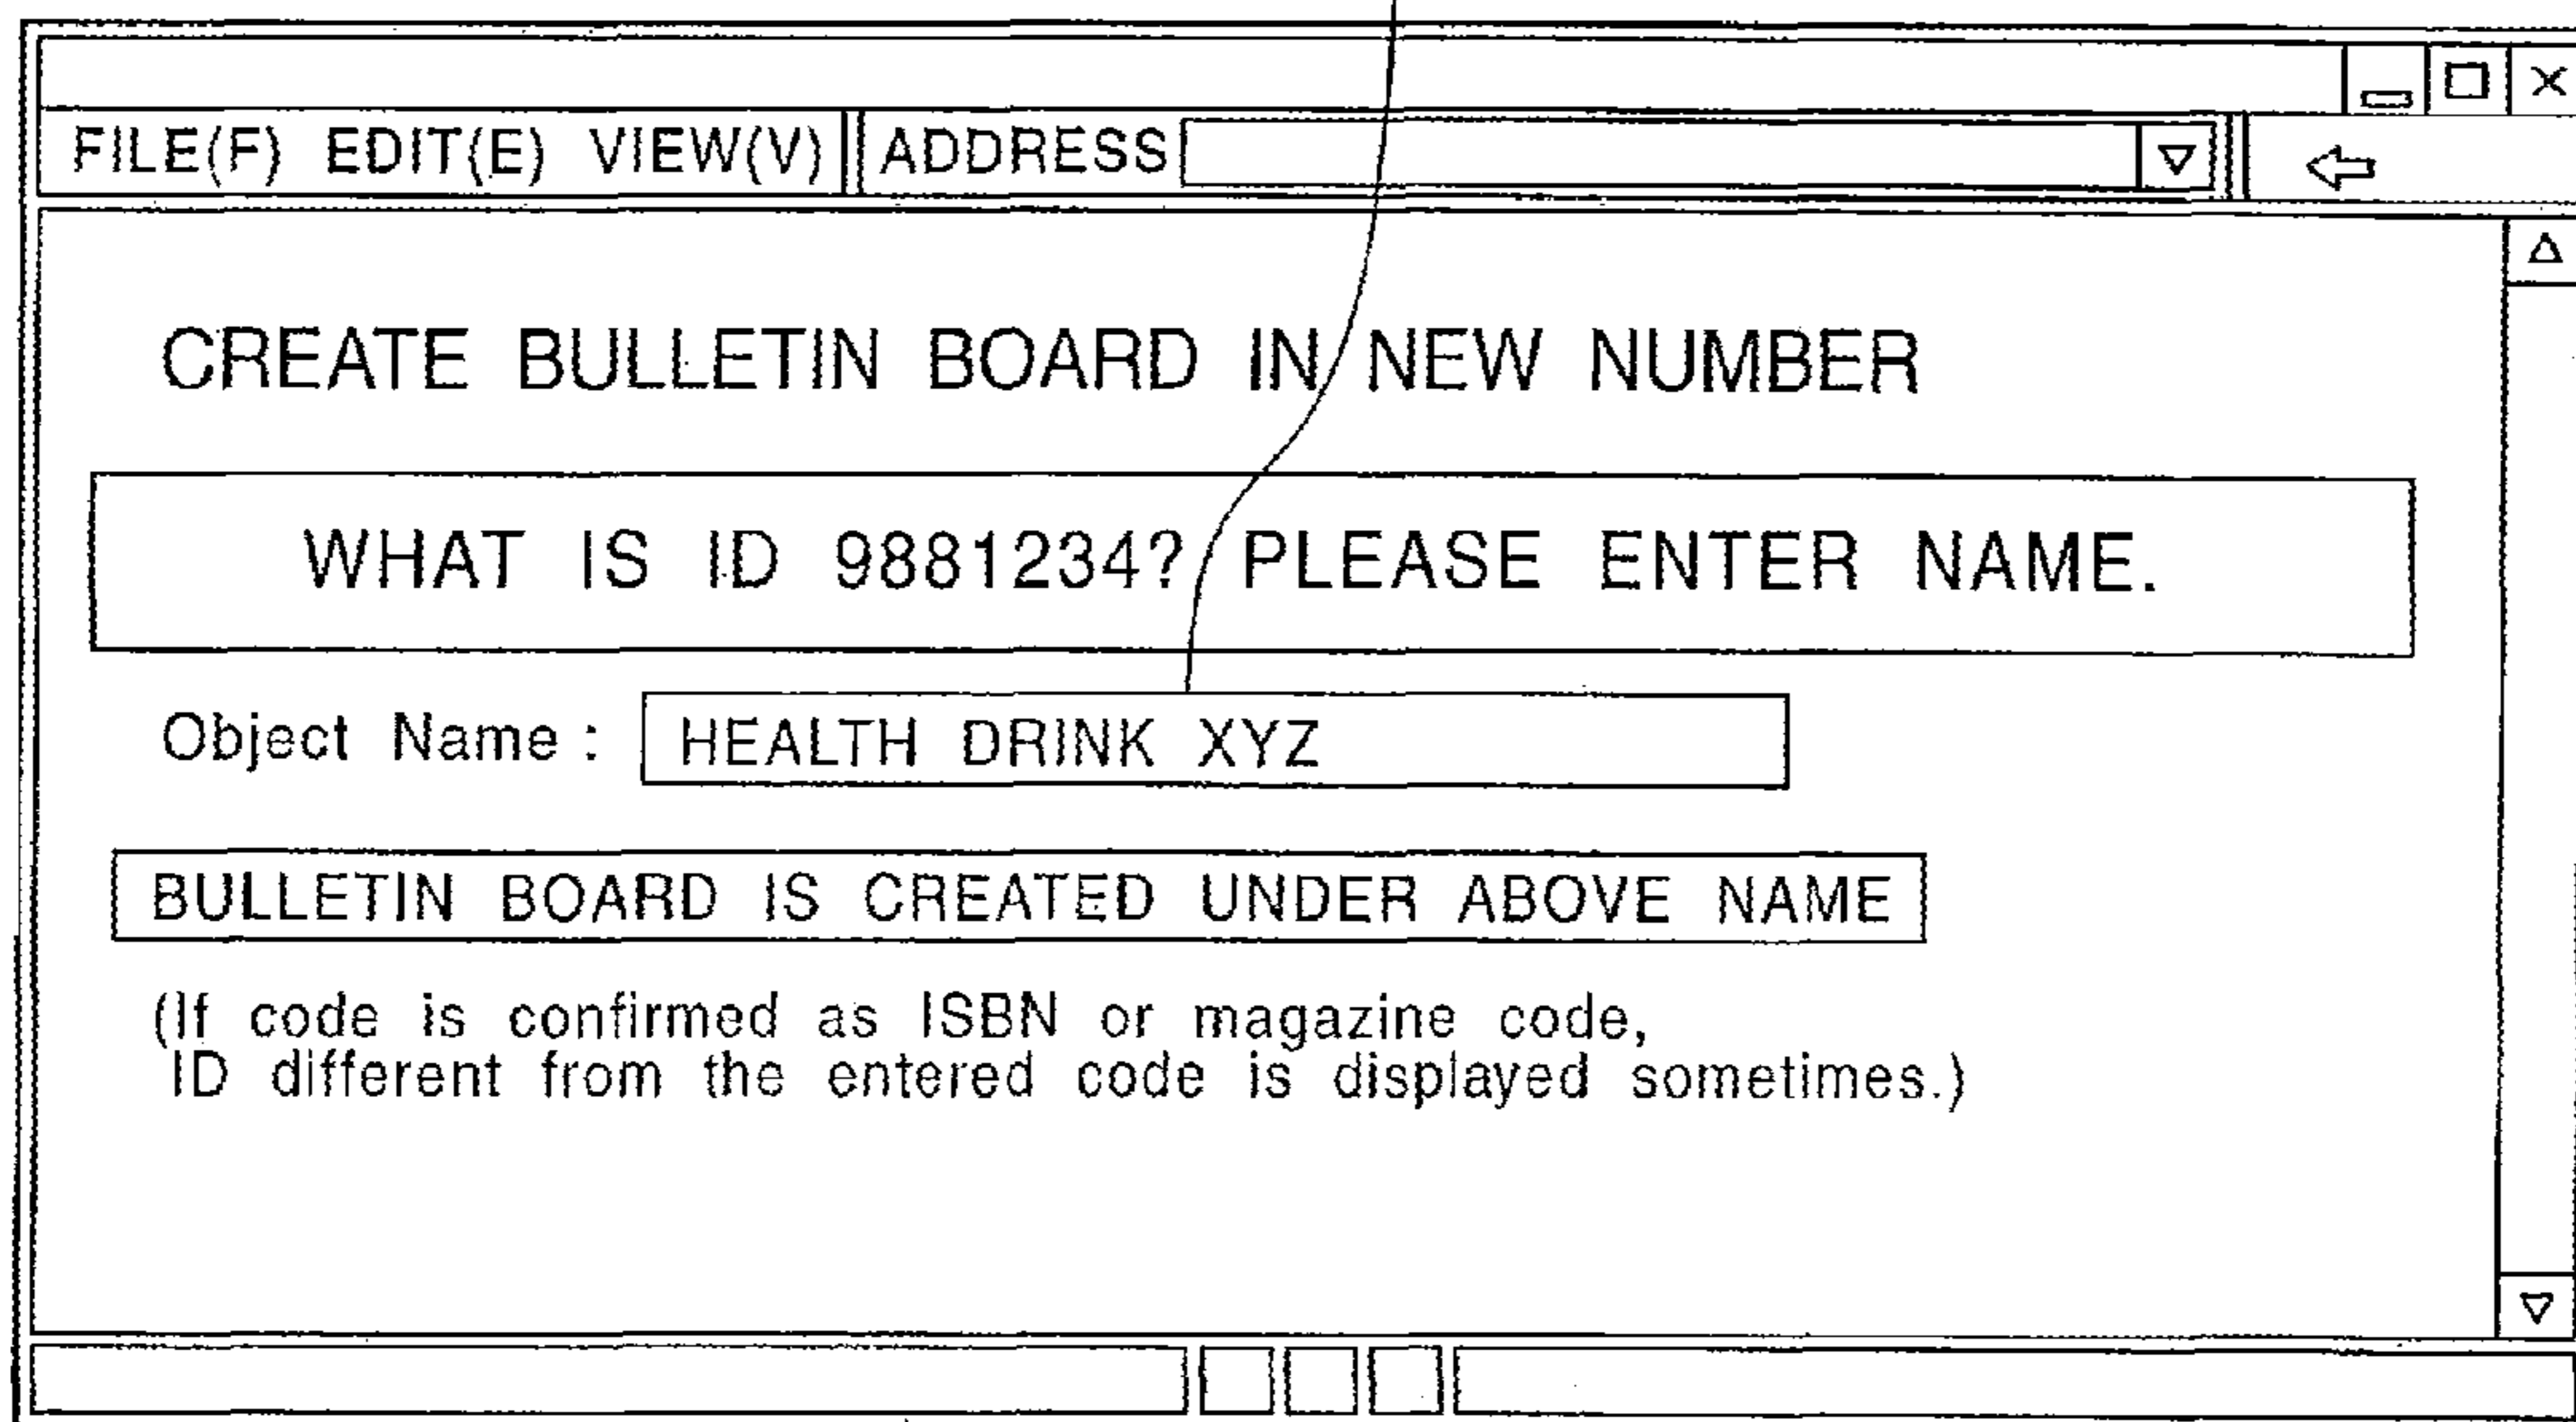 FILE(F) EDIT(E) VIEW(V) ADDRESS
CREATE BULLETIN BOARD IN NEW NUMBER
WHAT IS ID 9881234? PLEASE ENTER NAME.
Object Name : HEALTH DRINK XYZ
BULLETIN BOARD IS CREATED UNDER ABOVE NAME
(If code is confirmed as ISBN or magazine code,
ID different from the entered code is displayed sometimes.)